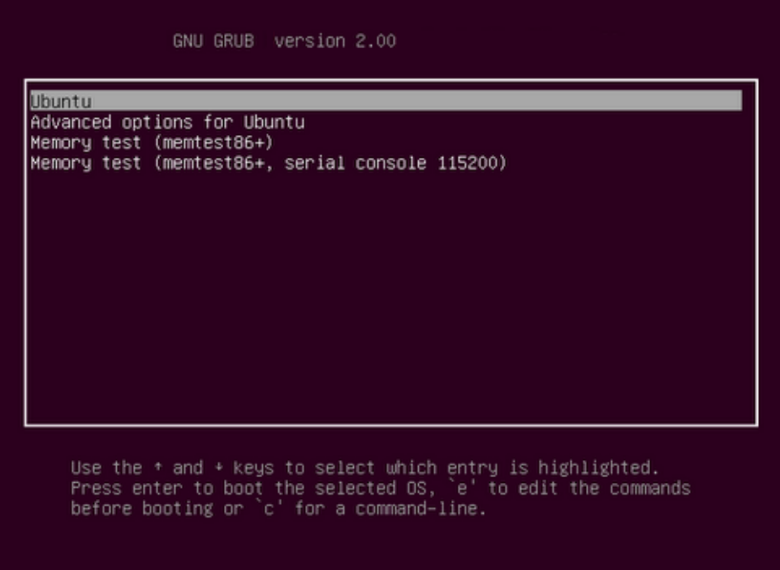 GNU GRUB  version 2.00
Ubuntu
Advanced options for Ubuntu
Memory test (memtest86+)
Memory test (memtest86+, serial console 115200)
Use the ↑ and ↓ keys to select which entry is highlighted.
Press enter to boot the selected OS, `e' to edit the commands
before booting or `c' for a command-line.